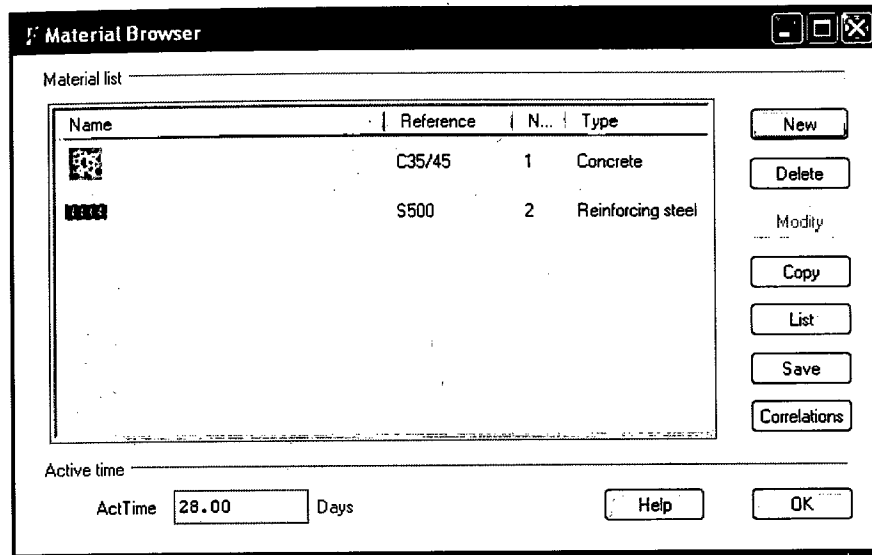 Material Browser
Material list
Name Reference N... Type
C35/45 1 Concrete
S500 2 Reinforcing steel
New
Delete
Modify
Copy
List
Save
Correlations
Active time
ActTime 28.00 Days
Help OK